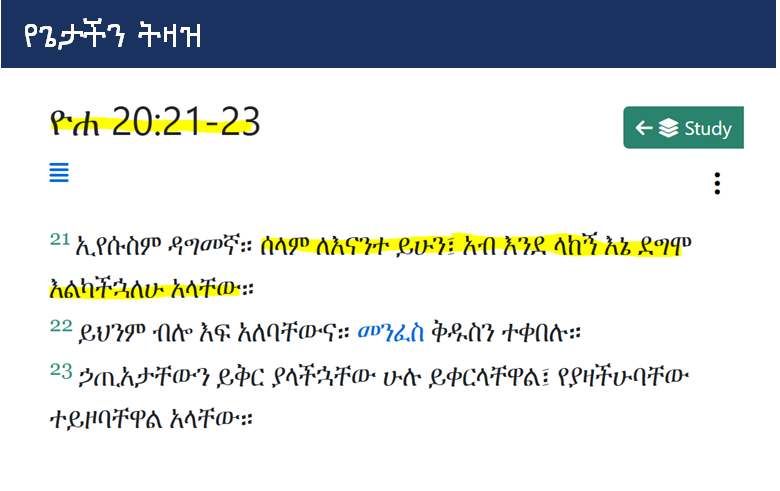 የጌታችን ትዛዝ
ዮሐ 20:21-23
Study
21 ኢየሱስም ዳግመኛ። ሰላም ለእናንተ ይሁን፤ አብ እንደ ላከኝ እኔ ደግሞ
እልካችኋለሁ አላቸው።
22 ይህንም ብሎ እፍ አለባቸውና። መንፈስ ቅዱስን ተቀበሉ።
23 ኃጢአታቸውን ይቅር ያላችኋቸው ሁሉ ይቀርላቸዋል፤ የያዛችሁባቸው
ተይዞባቸዋል አላቸው።